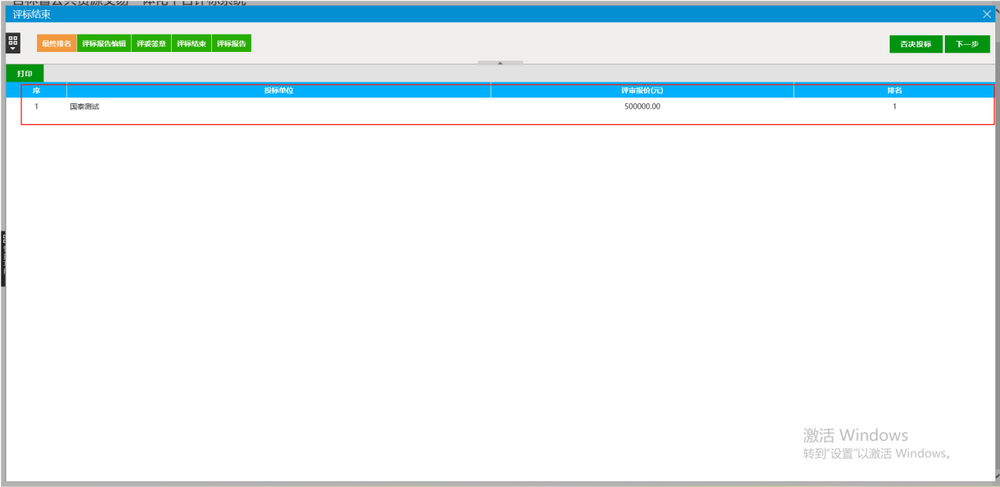 评标结束
最终排名 评标报告编辑 评委签章 评标结束 评标报告 否决投标 下一步
打印
序 投标单位 评审报价(元) 排名
1 国泰测试 500000.00 1
激活 Windows
转到"设置"以激活 Windows。